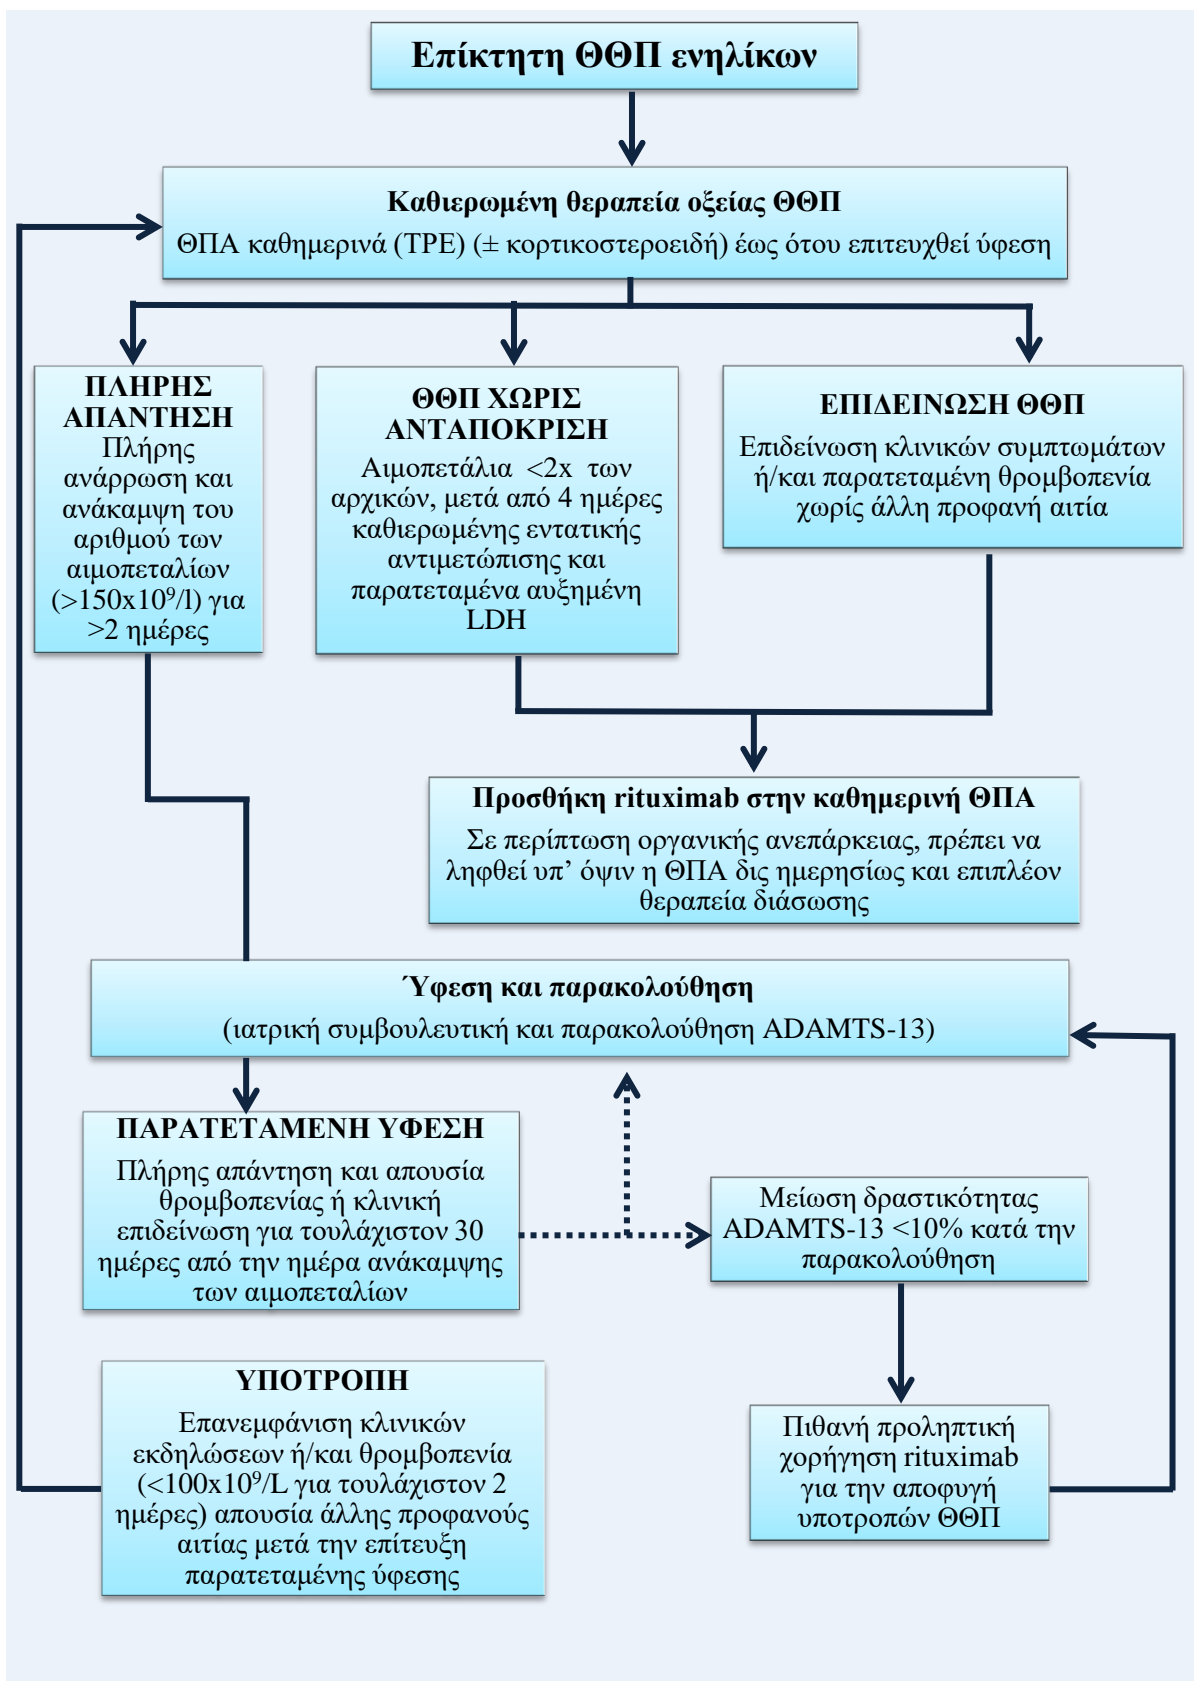 Επίκτητη ΘΘΠ ενηλίκων
Καθιερωμένη θεραπεία οξείας ΘΘΠ
ΘΠΑ καθημερινά (TPE) (± κορτικοστεροειδή) έως ότου επιτευχθεί ύφεση
ΠΛΗΡΗΣ
ΑΠΑΝΤΗΣΗ
Πλήρης
ανάρρωση και
ανάκαμψη του
αριθμού των
αιμοπεταλίων
(>150x10⁹/l) για
>2 ημέρες
ΘΘΠ ΧΩΡΙΣ
ΑΝΤΑΠΟΚΡΙΣΗ
Αιμοπετάλια <2x των
αρχικών, μετά από 4 ημέρες
καθιερωμένης εντατικής
αντιμετώπισης και
παρατεταμένα αυξημένη
LDH
ΕΠΙΔΕΙΝΩΣΗ ΘΘΠ
Επιδείνωση κλινικών συμπτωμάτων
ή/και παρατεταμένη θρομβοπενία
χωρίς άλλη προφανή αιτία
Προσθήκη rituximab στην καθημερινή ΘΠΑ
Σε περίπτωση οργανικής ανεπάρκειας, πρέπει να
ληφθεί υπ’ όψιν η ΘΠΑ δις ημερησίως και επιπλέον
θεραπεία διάσωσης
Ύφεση και παρακολούθηση
(ιατρική συμβουλευτική και παρακολούθηση ADAMTS-13)
ΠΑΡΑΤΕΤΑΜΕΝΗ ΥΦΕΣΗ
Πλήρης απάντηση και απουσία
θρομβοπενίας ή κλινική
επιδείνωση για τουλάχιστον 30
ημέρες από την ημέρα ανάκαμψης
των αιμοπεταλίων
Μείωση δραστικότητας
ADAMTS-13 <10% κατά την
παρακολούθηση
ΥΠΟΤΡΟΠΗ
Επανεμφάνιση κλινικών
εκδηλώσεων ή/και θρομβοπενία
(<100x10⁹/L για τουλάχιστον 2
ημέρες) απουσία άλλης προφανούς
αιτίας μετά την επίτευξη
παρατεταμένης ύφεσης
Πιθανή προληπτική
χορήγηση rituximab
για την αποφυγή
υποτροπών ΘΘΠ